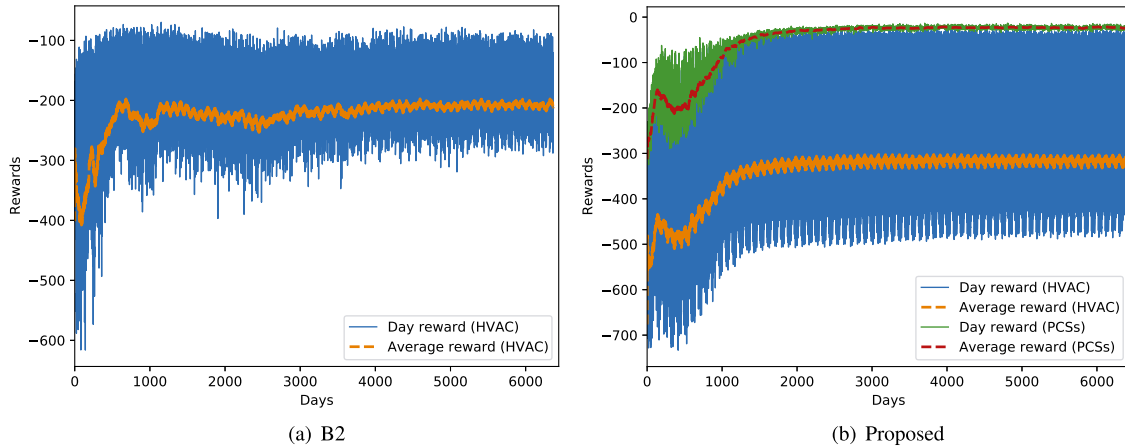 −100
−200
−300
−400
−500
−600
Rewards
0 1000 2000 3000 4000 5000 6000
Days
Day reward (HVAC)
Average reward (HVAC)
(a) B2
0
−100
−200
−300
−400
−500
−600
−700
Rewards
0 1000 2000 3000 4000 5000 6000
Days
Day reward (HVAC)
Average reward (HVAC)
Day reward (PCSs)
Average reward (PCSs)
(b) Proposed